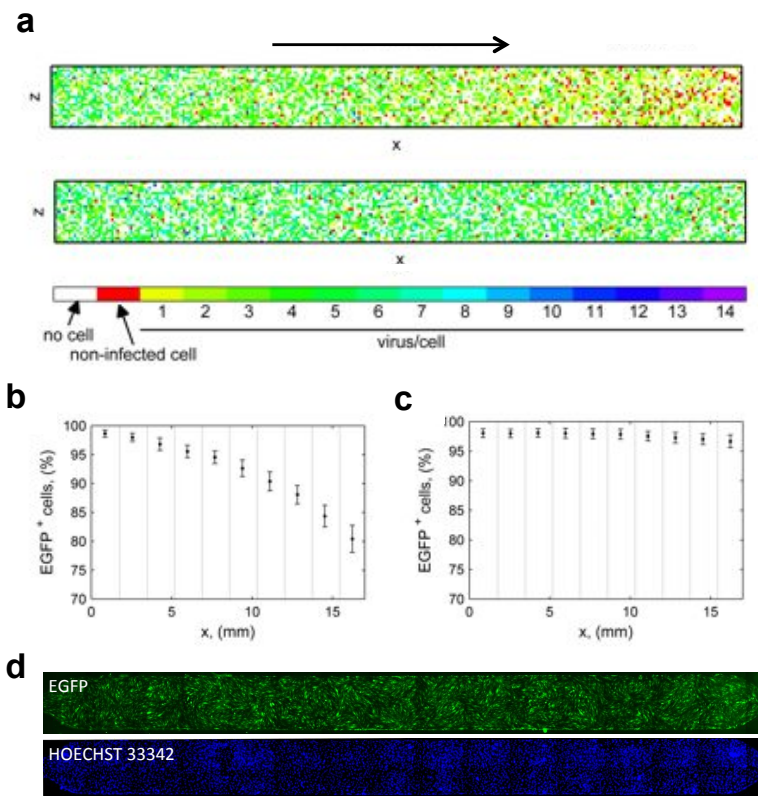 a
z
x
z
x
1 2 3 4 5 6 7 8 9 10 11 12 13 14
no cell
non-infected cell
virus/cell
b
100
95
90
85
80
75
70
0 5 10 15
EGFP + cells, (%)
x, (mm)
c
100
95
90
85
80
75
70
0 5 10 15
EGFP + cells, (%)
x, (mm)
d
EGFP
HOECHST 33342